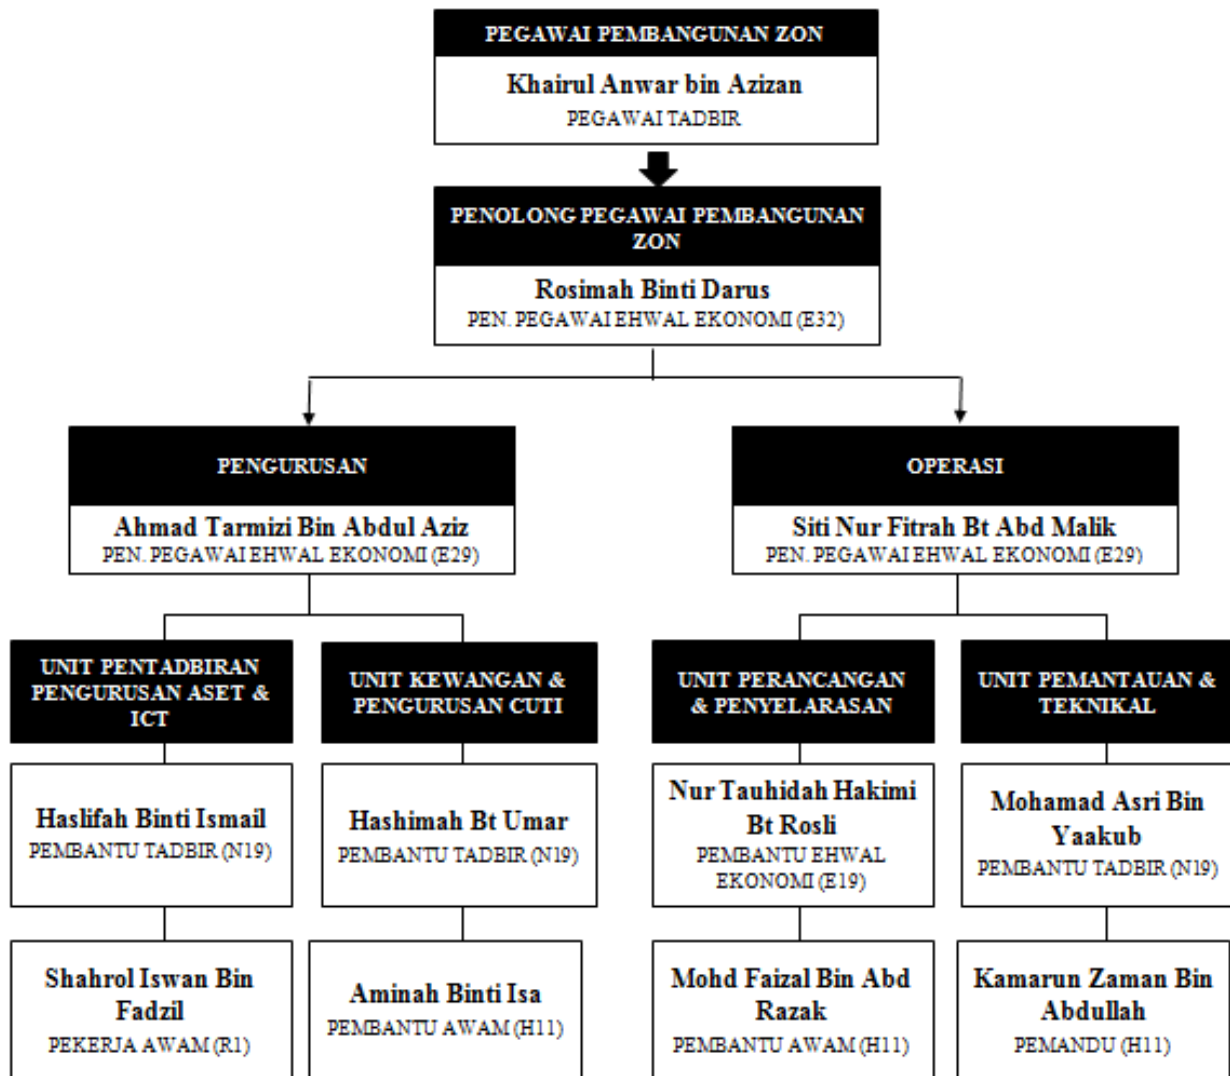 PEGAWAI PEMBANGUNAN ZON
Khairul Anwar bin Azizan
PEGAWAI TADBIR
PENOLONG PEGAWAI PEMBANGUNAN
ZON
Rosimah Binti Darus
PEN. PEGAWAI EHWAL EKONOMI (E32)
PENGURUSAN
Ahmad Tarmizi Bin Abdul Aziz
PEN. PEGAWAI EHWAL EKONOMI (E29)
OPERASI
Siti Nur Fitrah Bt Abd Malik
PEN. PEGAWAI EHWAL EKONOMI (E29)
UNIT PENTADBIRAN
PENGURUSAN ASET &
ICT
Haslifah Binti Ismail
PEMBANTU TADBIR (N19)
Shahrol Iswan Bin
Fadzil
PEKERJA AWAM (R1)
UNIT KEWANGAN &
PENGURUSAN CUTI
Hashimah Bt Umar
PEMBANTU TADBIR (N19)
Aminah Binti Isa
PEMBANTU AWAM (H11)
UNIT PERANCANGAN
& PENYELARASAN
Nur Tauhidah Hakimi
Bt Rosli
PEMBANTU EHWAL
EKONOMI (E19)
Mohd Faizal Bin Abd
Razak
PEMBANTU AWAM (H11)
UNIT PEMANTAUAN &
TEKNIKAL
Mohamad Asri Bin
Yaakub
PEMBANTU TADBIR (N19)
Kamarun Zaman Bin
Abdullah
PEMANDU (H11)